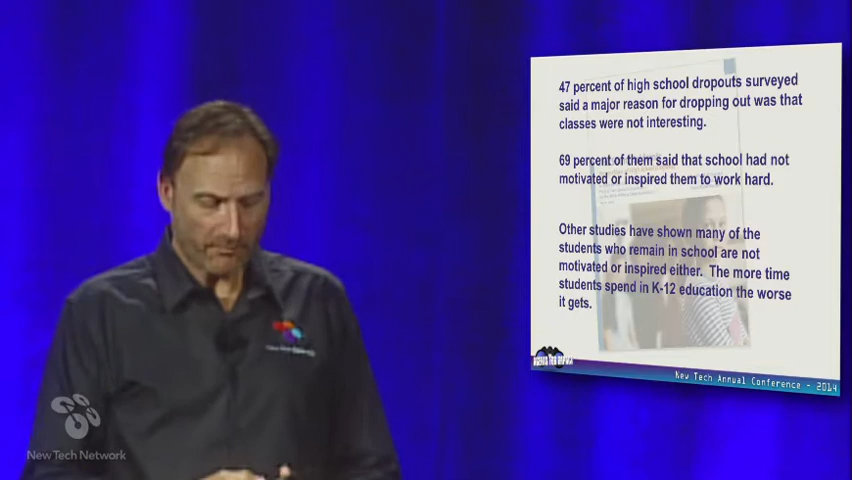 47 percent of high school dropouts surveyed
said a major reason for dropping out was that
classes were not interesting.
69 percent of them said that school had not
motivated or inspired them to work hard.
Other studies have shown many of the
students who remain in school are not
motivated or inspired either. The more time
students spend in K-12 education the worse
it gets.
New Tech Annual Conference - 2014
New Tech Network